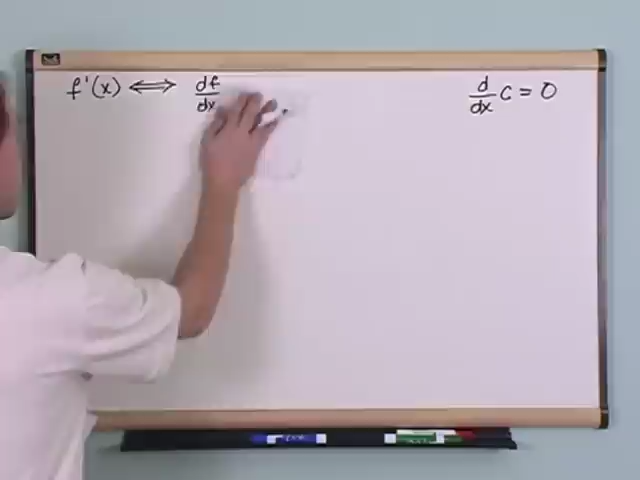 f'(x) ⟺ df/dx
d/dx c = 0